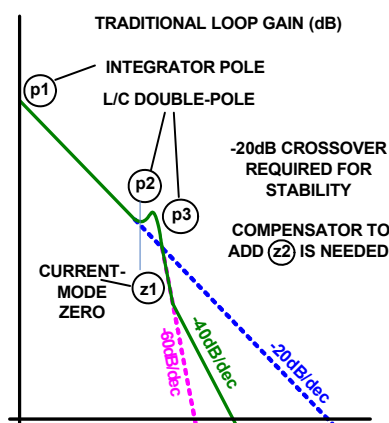 TRADITIONAL LOOP GAIN (dB)
p1
INTEGRATOR POLE
L/C DOUBLE-POLE
-20dB CROSSOVER
REQUIRED FOR
STABILITY
p2
p3
COMPENSATOR TO
ADD z2 IS NEEDED
CURRENT-
MODE
ZERO
z1
-60dB/dec
-40dB/dec
-20dB/dec